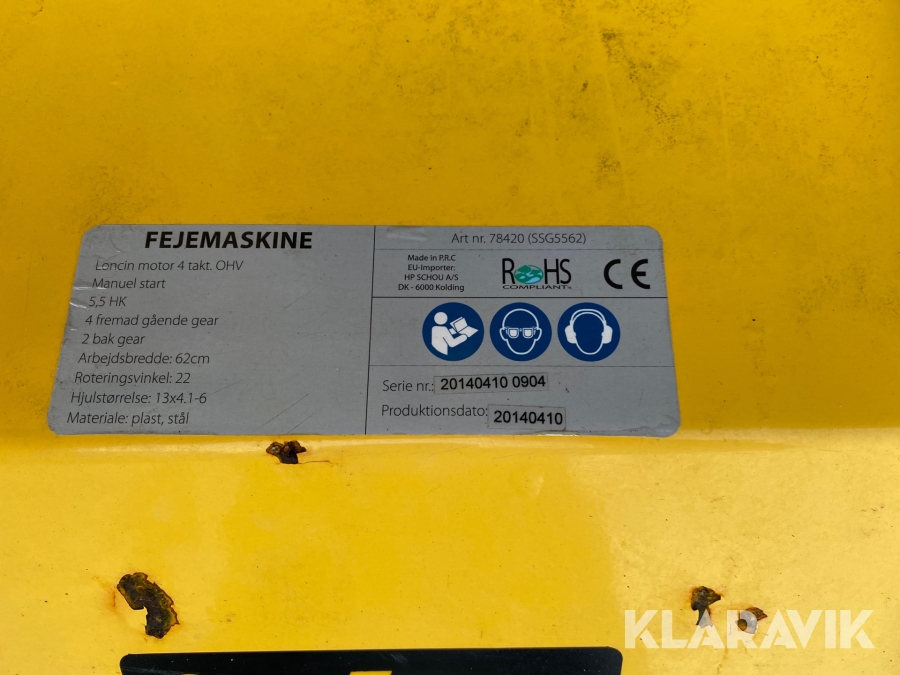 FEJEMASKINE
Loncin motor 4 takt. OHV
Manuel start
5,5 HK
4 fremad gående gear
2 bak gear
Arbejdsbredde: 62cm
Roteringsvinkel: 22
Hjulstørrelse: 13x4.1-6
Materiale: plast, stål
Art nr. 78420 (SSG5562)
Made in P.R.C
EU-Importer:
HP SCHOU A/S
DK - 6000 Kolding
RoHS
COMPLIANT
CE
Serie nr.: 20140410 0904
Produktionsdato: 20140410
KLARAVIK